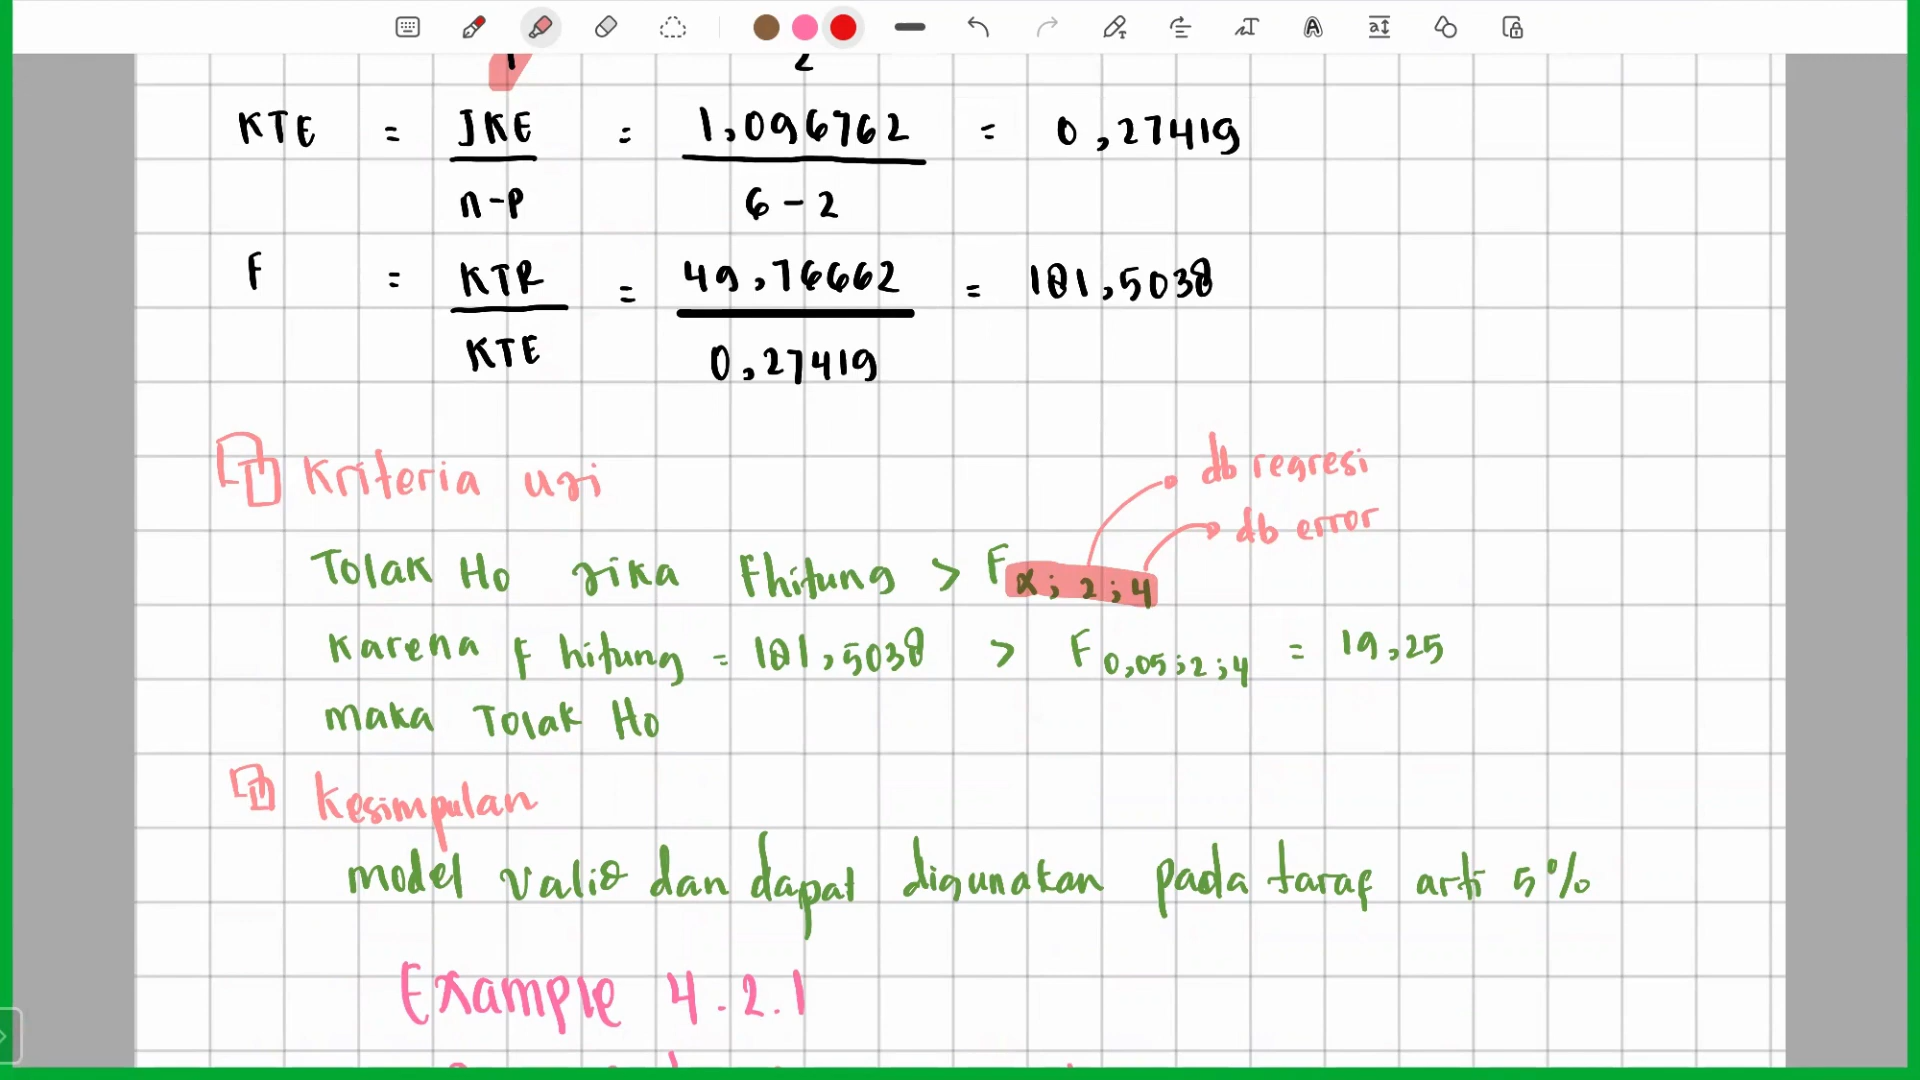 2
KTE = JKE / n-p = 1,096762 / 6 - 2 = 0,27419
F = KTR / KTE = 49,76662 / 0,27419 = 181,5038
Kriteria uji
db regresi
db error
Tolak Ho jika Fhitung > F α; 2; 4
Karena F hitung = 181,5038 > F 0,05;2;4 = 19,25
maka Tolak Ho
Kesimpulan
model valid dan dapat digunakan pada taraf arti 5%
Example 4.2.1